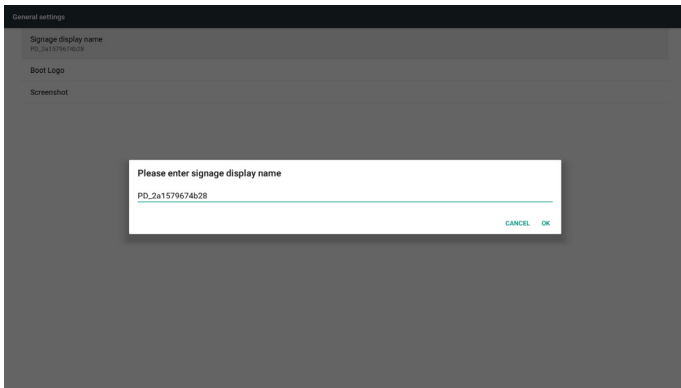 General settings
Signage display name
PD_2a1579674b28
Boot Logo
Screenshot
Please enter signage display name
PD_2a1579674b28
CANCEL OK